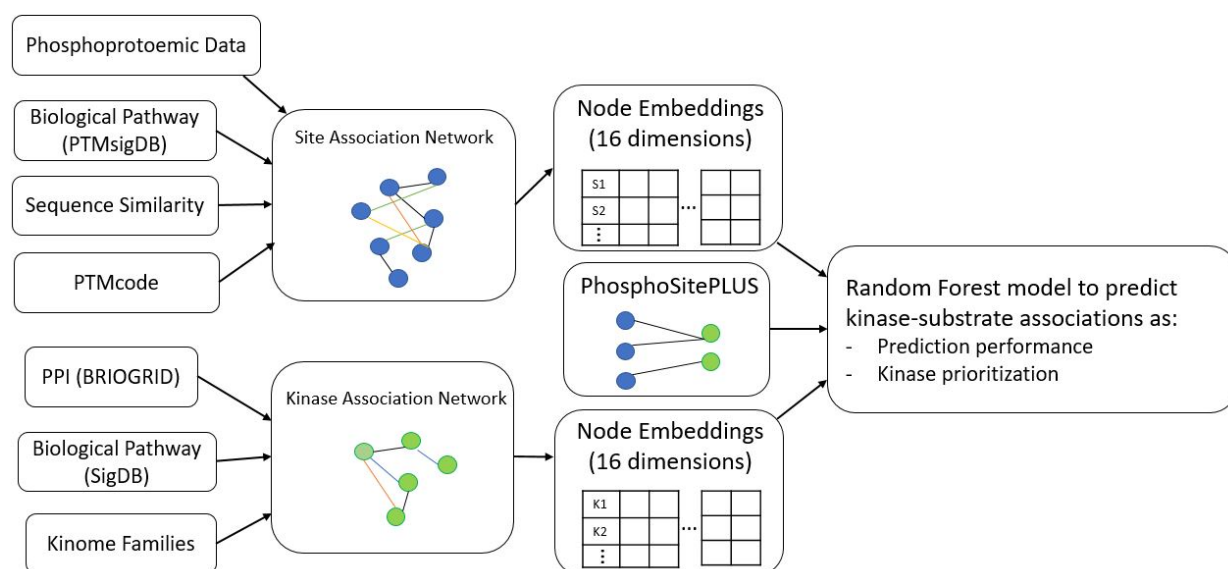 Phosphoprotoemic Data
Biological Pathway
(PTMsigDB)
Sequence Similarity
PTMcode
Site Association Network
Node Embeddings
(16 dimensions)
S1
S2
⋮
...
PhosphoSitePLUS
Random Forest model to predict
kinase-substrate associations as:
- Prediction performance
- Kinase prioritization
PPI (BRIOGRID)
Biological Pathway
(SigDB)
Kinome Families
Kinase Association Network
Node Embeddings
(16 dimensions)
K1
K2
⋮
...